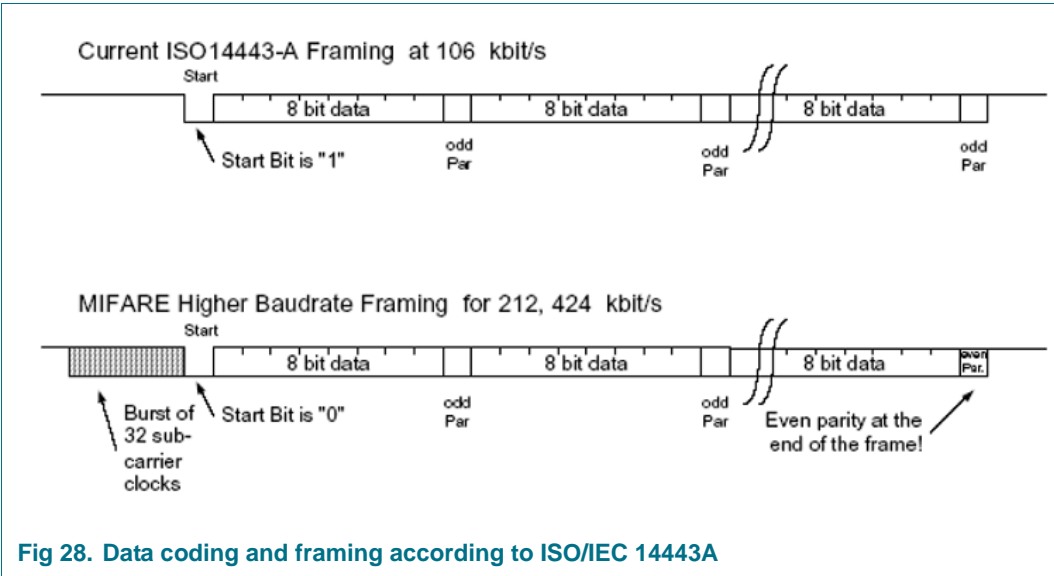 Current ISO14443-A Framing at 106 kbit/s
Start
8 bit data
8 bit data
8 bit data
Start Bit is "1"
odd
Par
odd
Par
odd
Par
MIFARE Higher Baudrate Framing for 212, 424 kbit/s
Start
8 bit data
8 bit data
8 bit data
even
Par.
Burst of
32 sub-
carrier
clocks
Start Bit is "0"
odd
Par
odd
Par
Even parity at the
end of the frame!
Fig 28. Data coding and framing according to ISO/IEC 14443A